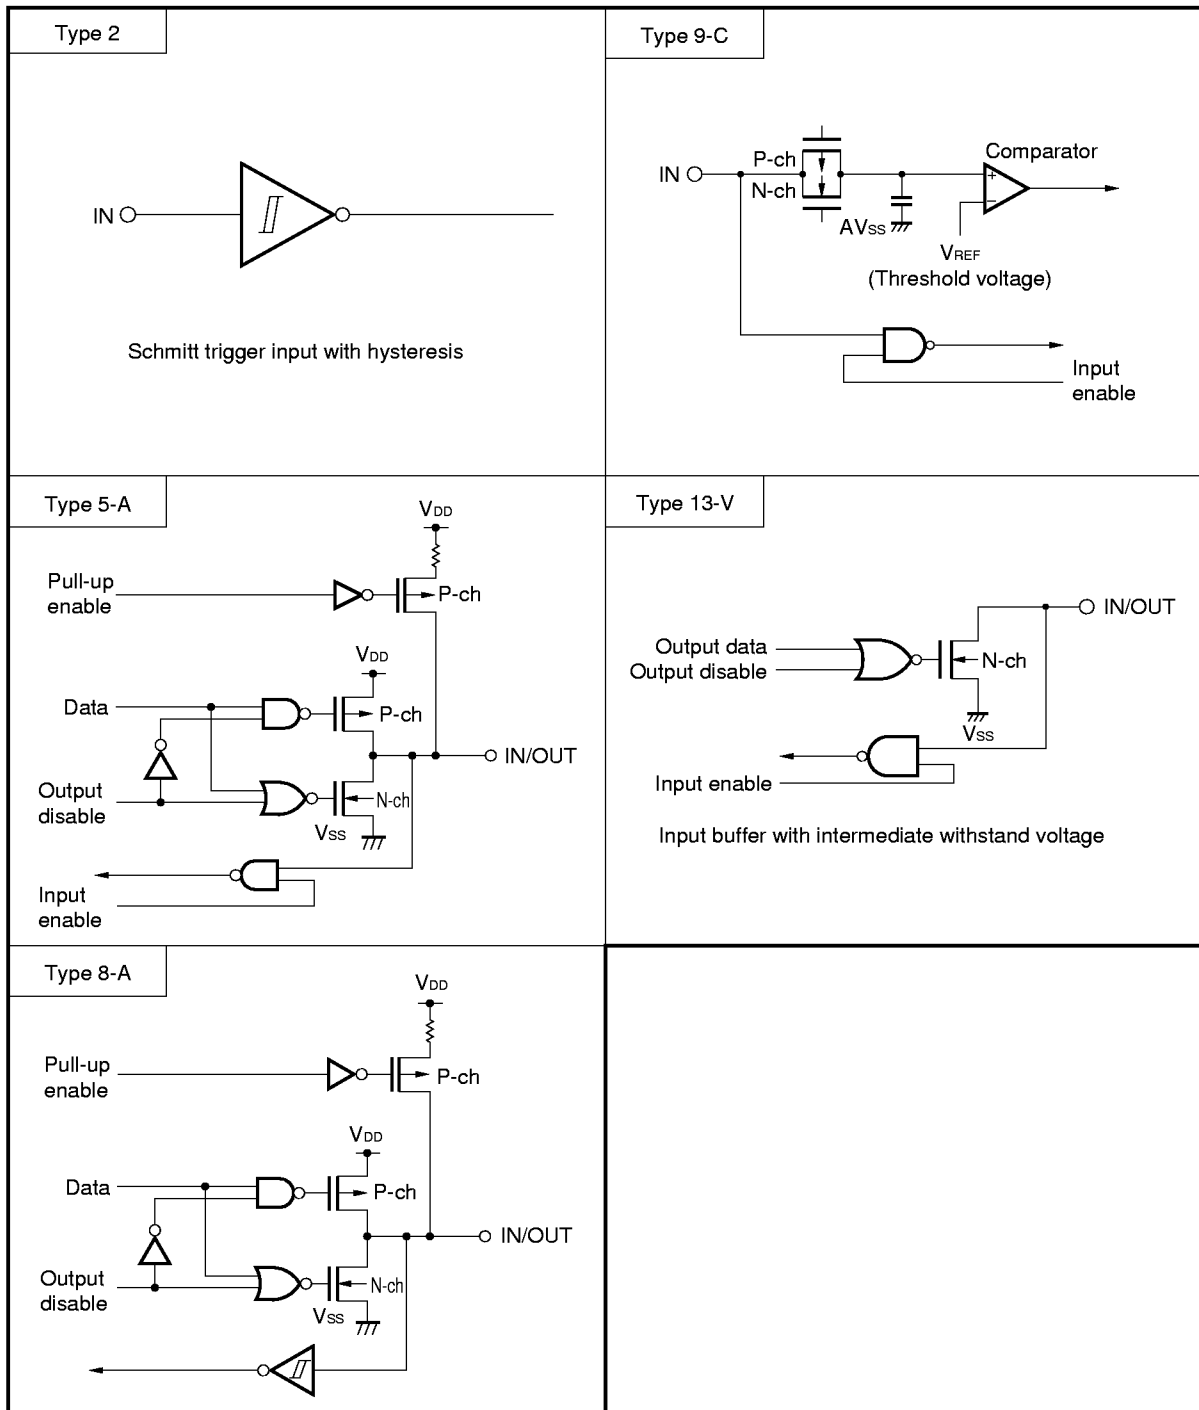 Type 2
IN
Schmitt trigger input with hysteresis
Type 9-C
P-ch
Comparator
IN
N-ch
+
−
AVSS
VREF
(Threshold voltage)
Input
enable
Type 5-A
VDD
Pull-up
enable
P-ch
VDD
Data
P-ch
IN/OUT
Output
disable
N-ch
VSS
Input
enable
Type 13-V
IN/OUT
Output data
Output disable
N-ch
VSS
Input enable
Input buffer with intermediate withstand voltage
Type 8-A
VDD
Pull-up
enable
P-ch
VDD
Data
P-ch
IN/OUT
Output
disable
N-ch
VSS